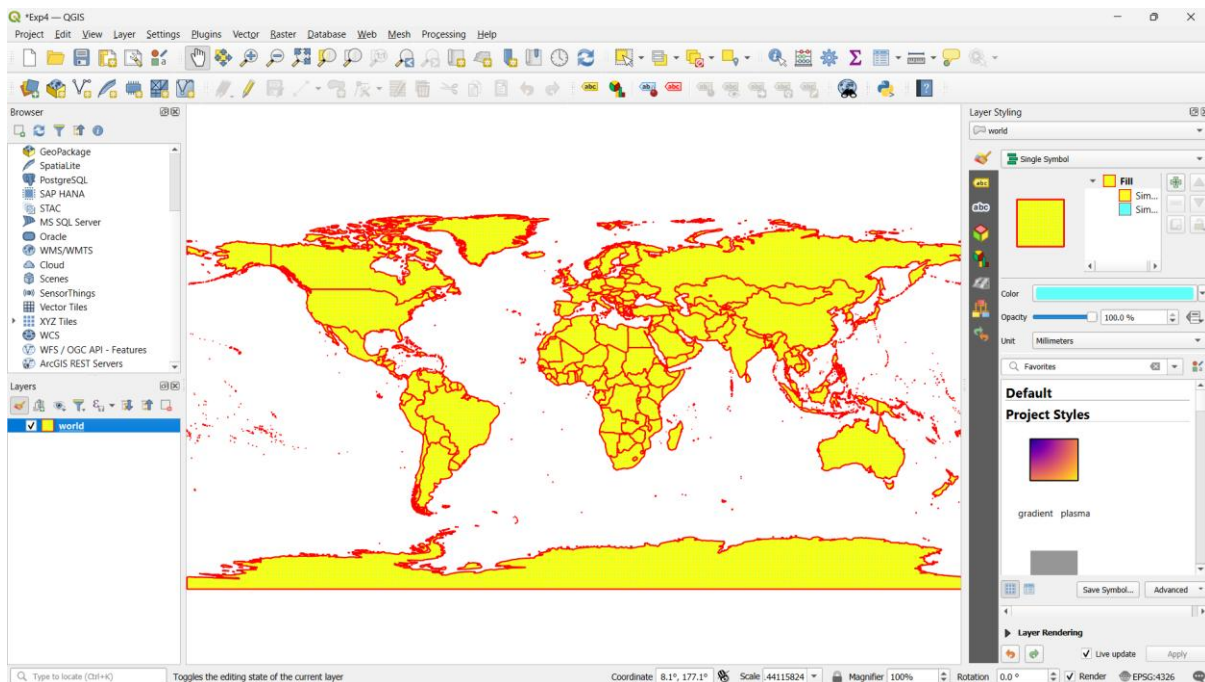 *Exp4 — QGIS
Project Edit View Layer Settings Plugins Vector Raster Database Web Mesh Processing Help
Browser
GeoPackage
SpatiaLite
PostgreSQL
SAP HANA
STAC
MS SQL Server
Oracle
WMS/WMTS
Cloud
Scenes
SensorThings
Vector Tiles
XYZ Tiles
WCS
WFS / OGC API - Features
ArcGIS REST Servers
Layers
world
Layer Styling
world
Single Symbol
Fill
Sim...
Sim...
Color
Opacity 100.0 %
Unit Millimeters
Favorites
Default
Project Styles
gradient plasma
Save Symbol... Advanced
Layer Rendering
Live update Apply
Type to locate (Ctrl+K) Toggles the editing state of the current layer Coordinate 8.1°, 177.1° Scale .44115824 Magnifier 100% Rotation 0.0 ° Render EPSG:4326